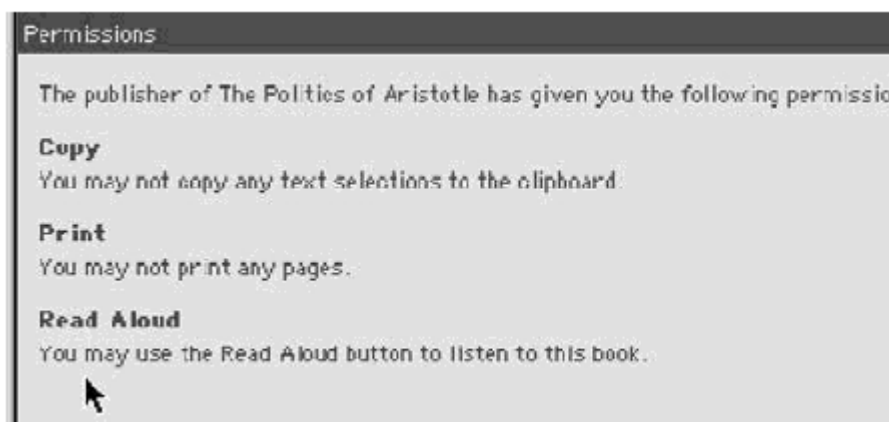 Permissions
The publisher of The Politics of Aristotle has given you the following permissio
Copy
You may not copy any text selections to the clipboard.
Print
You may not print any pages.
Read Aloud
You may use the Read Aloud button to listen to this book.